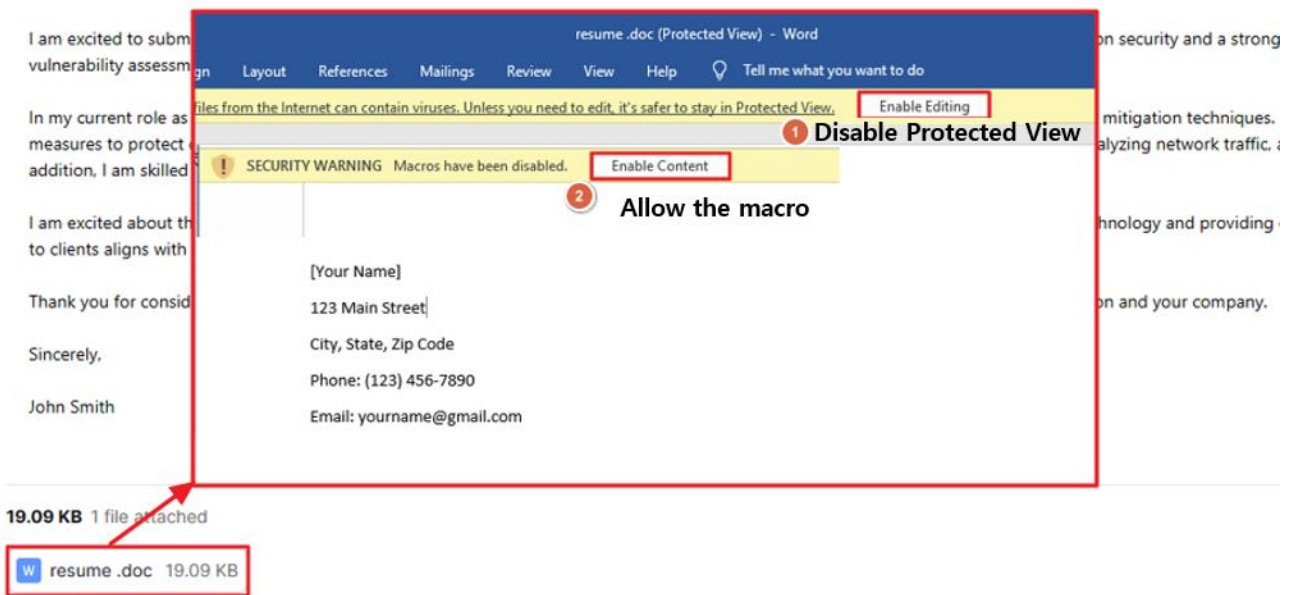 I am excited to subm
vulnerability assessm
In my current role as
measures to protect
addition, I am skilled
I am excited about th
to clients aligns with
Thank you for consid
Sincerely,
John Smith
resume .doc (Protected View) - Word
gn Layout References Mailings Review View Help Tell me what you want to do
files from the Internet can contain viruses. Unless you need to edit, it's safer to stay in Protected View. Enable Editing
1 Disable Protected View
SECURITY WARNING Macros have been disabled. Enable Content
2 Allow the macro
[Your Name]
123 Main Street
City, State, Zip Code
Phone: (123) 456-7890
Email: yourname@gmail.com
on security and a strong
mitigation techniques.
alyzing network traffic, a
hnology and providing
on and your company.
19.09 KB 1 file attached
W resume .doc 19.09 KB